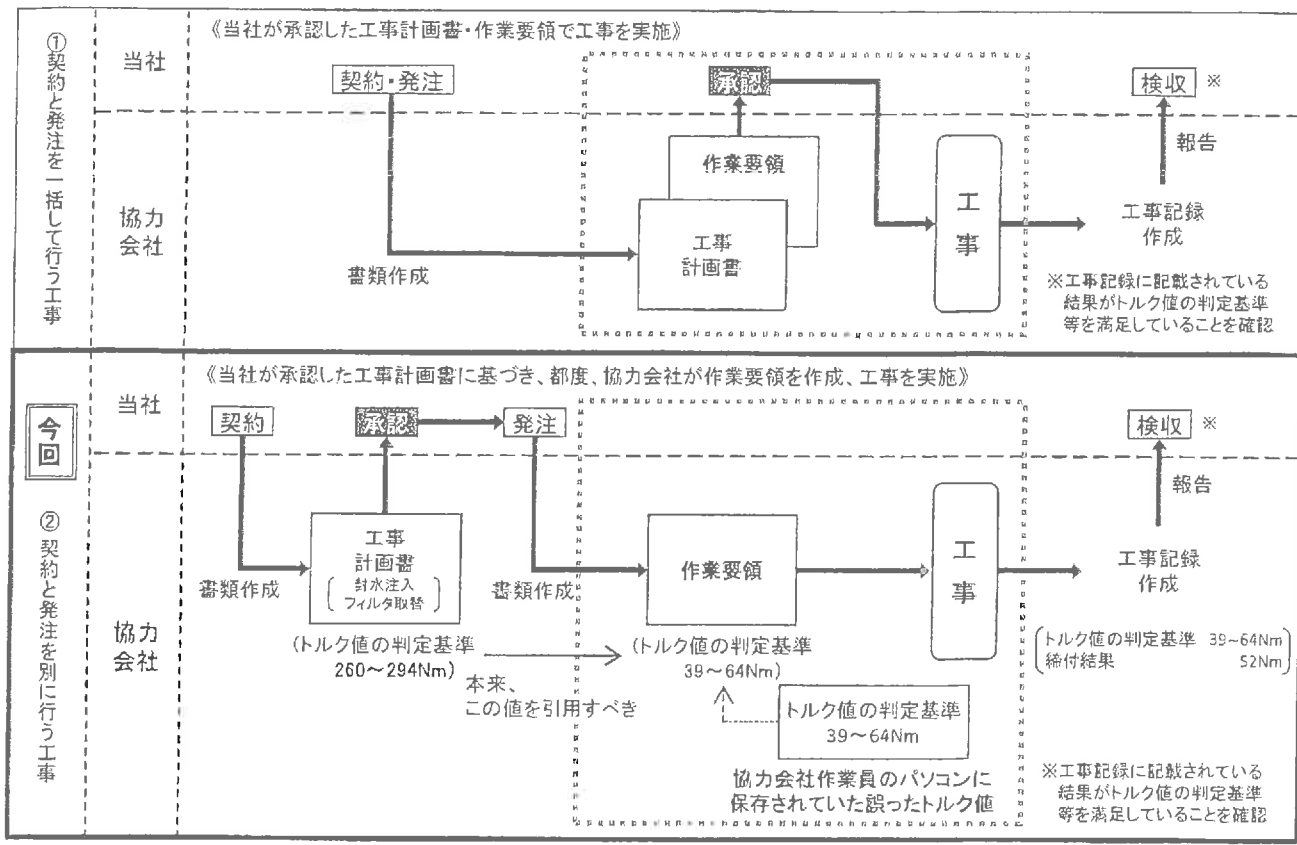 ①契約と発注を一括して行う工事
当社
協力
会社
《当社が承認した工事計画書・作業要領で工事を実施》
契約・発注
書類作成
承認
作業要領
工事
計画書
工事
検収 ※
報告
工事記録
作成
※工事記録に記載されている
結果がトルク値の判定基準
等を満足していることを確認
今回
② 契約と発注を別に行う工事
当社
協力
会社
《当社が承認した工事計画書に基づき、都度、協力会社が作業要領を作成、工事を実施》
契約
承認
発注
書類作成
工事
計画書
封水注入
フィルタ取替
(トルク値の判定基準
260～294Nm)
本来、
この値を引用すべき
書類作成
作業要領
(トルク値の判定基準
39～64Nm)
トルク値の判定基準
39～64Nm
協力会社作業員のパソコンに
保存されていた誤ったトルク値
工事
検収 ※
報告
工事記録
作成
トルク値の判定基準 39~64Nm
締付結果 52Nm
※工事記録に記載されている
結果がトルク値の判定基準
等を満足していることを確認